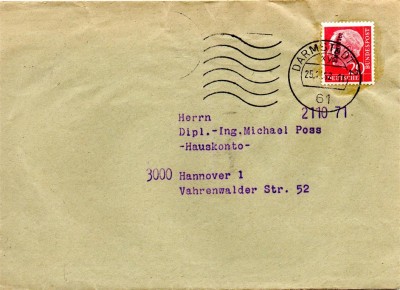 DARMSTADT
25.
61
20
DEUTSCHE
BUNDESPOST
2110 71
Herrn
Dipl.-Ing.Michael Poss
-Hauskonto-
3000 Hannover 1
Vahrenwalder Str. 52